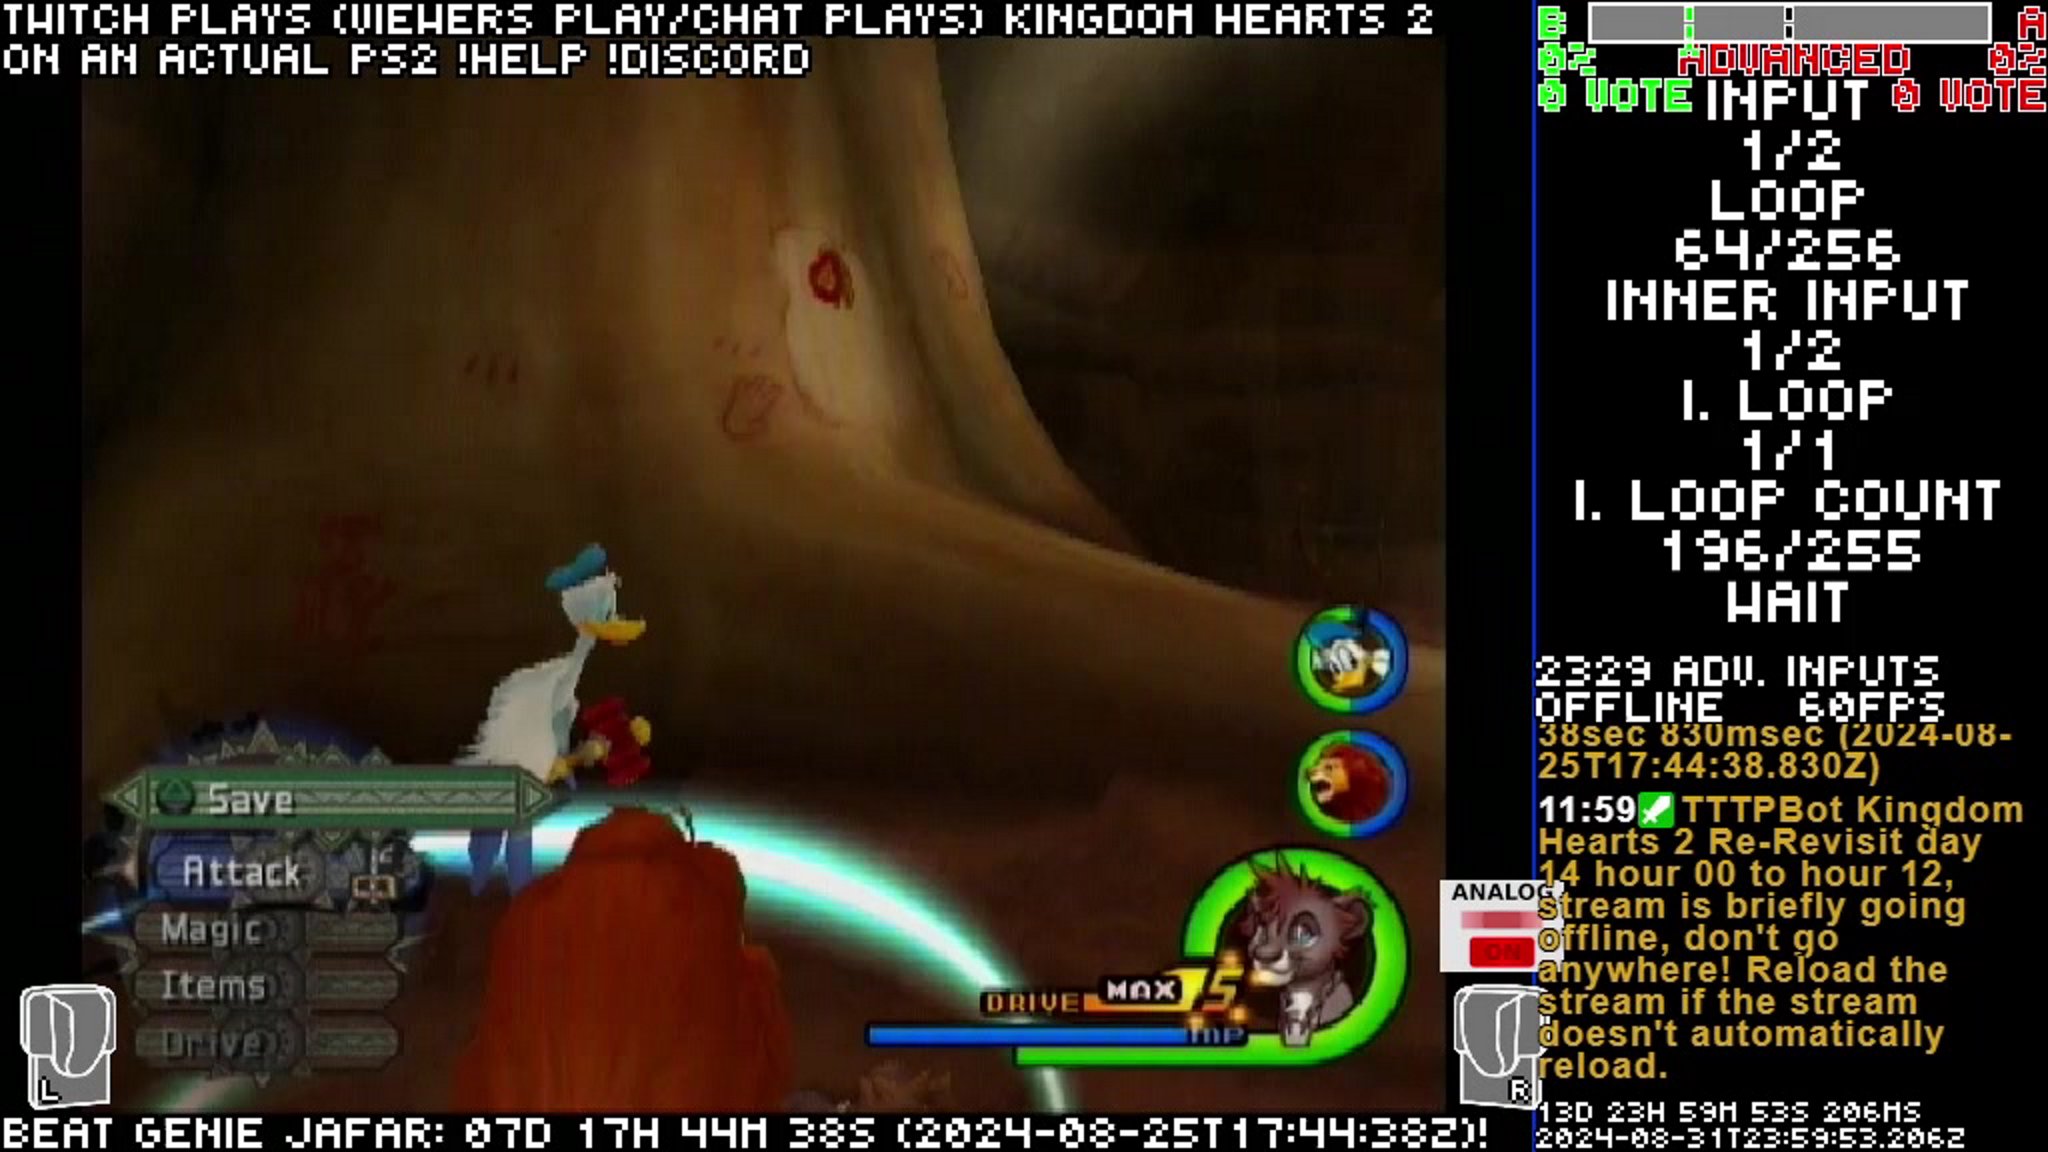 TWITCH PLAYS (VIEWERS PLAY/CHAT PLAYS) KINGDOM HEARTS 2
ON AN ACTUAL PS2 !HELP !DISCORD
B A
0% ADVANCED 0%
0 VOTE INPUT 0 VOTE
1/2
LOOP
64/256
INNER INPUT
1/2
I. LOOP
1/1
I. LOOP COUNT
196/255
WAIT
2329 ADV. INPUTS
OFFLINE 60FPS
38sec 830msec (2024-08-
25T17:44:38.830Z)
11:59 TTTPBot Kingdom
Hearts 2 Re-Revisit day
14 hour 00 to hour 12,
stream is briefly going
offline, don't go
anywhere! Reload the
stream if the stream
doesn't automatically
reload.
13D 23H 59M 53S 206MS
2024-08-31T23:59:53.206Z
Save
Attack
Magic
Items
Drive
DRIVE MAX 5
MP
ANALOG
ON
L
R
BEAT GENIE JAFAR: 07D 17H 44M 38S (2024-08-25T17:44:38Z)!